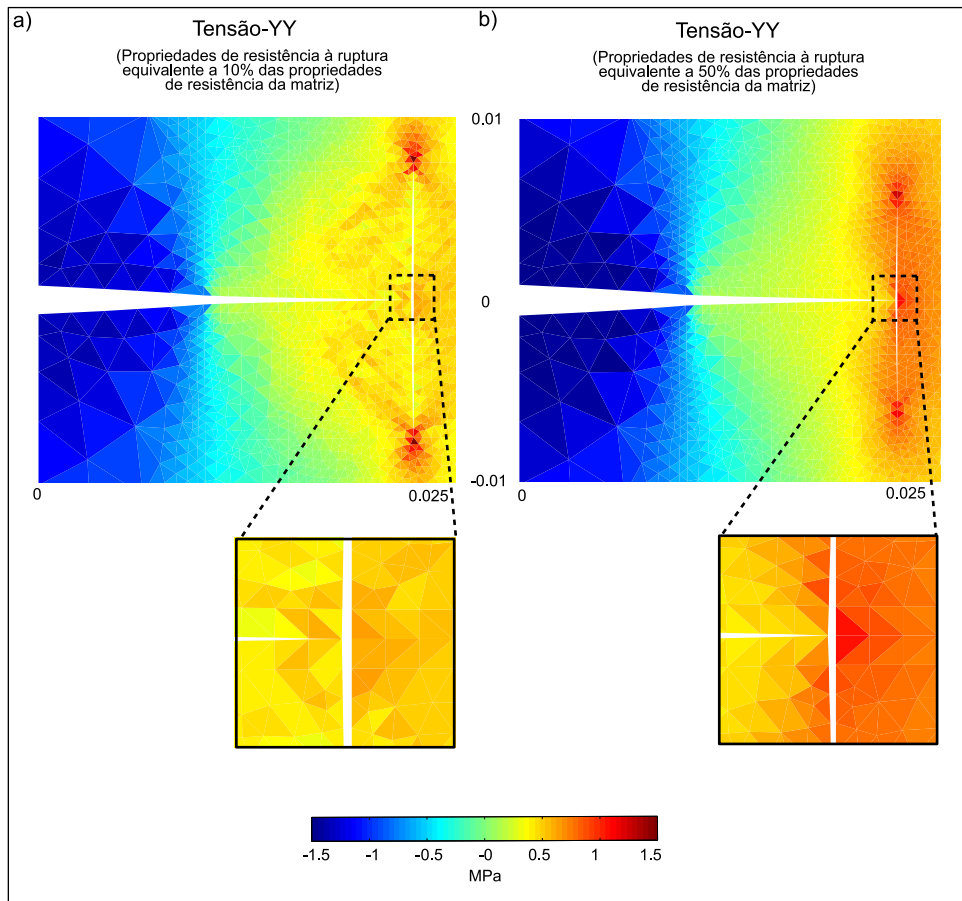 a)
Tensão-YY
(Propriedades de resistência à ruptura
equivalente a 10% das propriedades
de resistência da matriz)
b)
Tensão-YY
(Propriedades de resistência à ruptura
equivalente a 50% das propriedades
de resistência da matriz)
0.01
0
-0.01
0
0.025
0
0.025
-1.5 -1 -0.5 -0 0.5 1 1.5
MPa